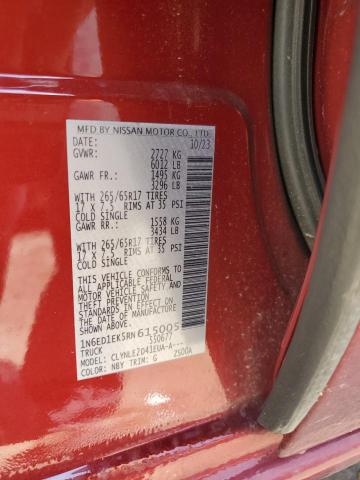 MFD BY NISSAN MOTOR CO., LTD
DATE: 10/23
GVWR: 2727 KG
6012 LB
GAWR FR.: 1495 KG
3296 LB
WITH 265/65R17 TIRES
17 X 7.5 RIMS AT 35 PSI
COLD SINGLE
GAWR RR.: 1558 KG
3434 LB
WITH 265/65R17 TIRES
17 X 7.5 RIMS AT 35 PSI
COLD SINGLE
THIS VEHICLE CONFORMS TO ALL
APPLICABLE U.S. FEDERAL
MOTOR VEHICLE SAFETY AND
THEFT PREVENTION STANDARDS
IN EFFECT ON THE DATE OF
MANUFACTURE SHOWN ABOVE.
1N6ED1EK5RN615005
TRUCK
MODEL: CLYNLEZD41EUA-A---
COLOR: NBY TRIM: G